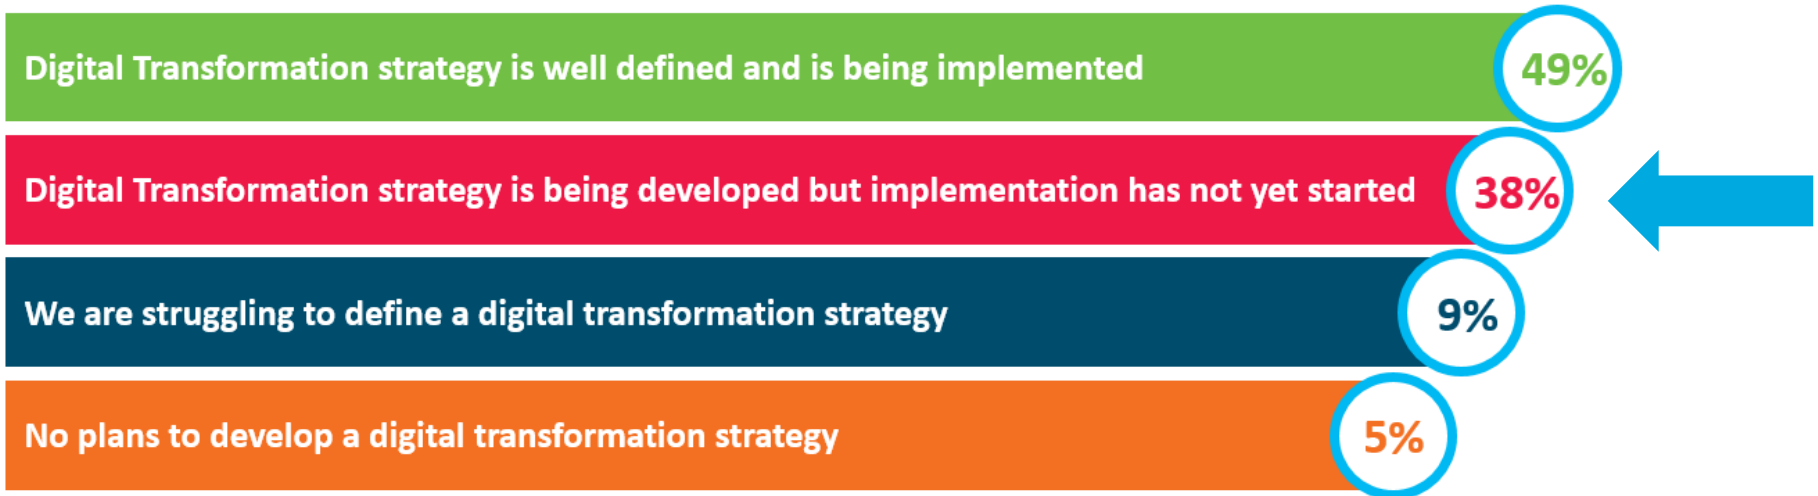 Digital Transformation strategy is well defined and is being implemented 49%
Digital Transformation strategy is being developed but implementation has not yet started 38%
We are struggling to define a digital transformation strategy 9%
No plans to develop a digital transformation strategy 5%